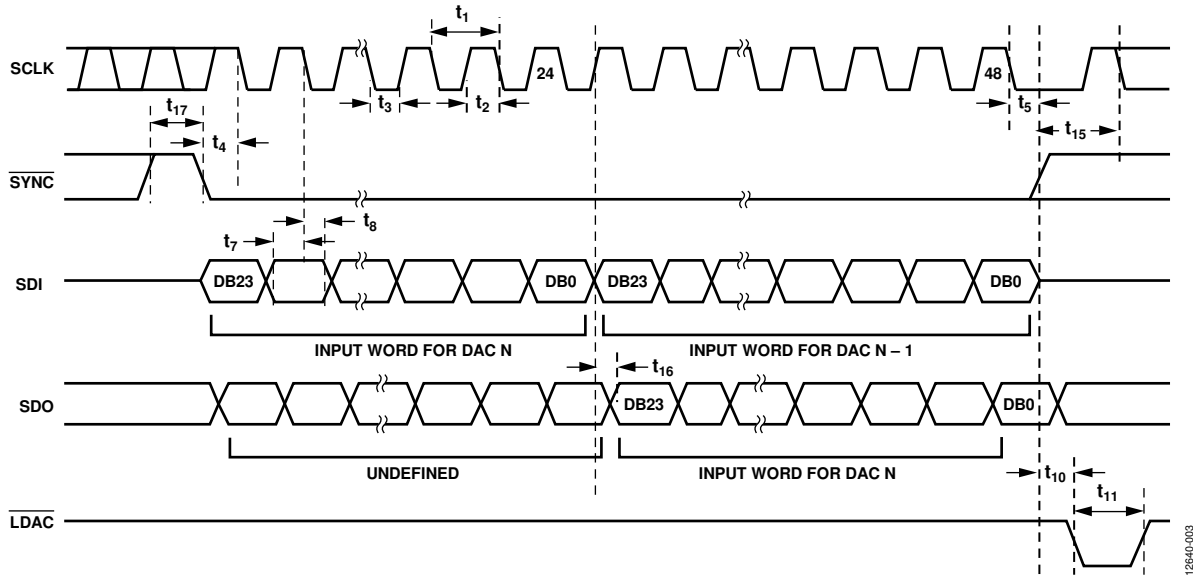 t1
SCLK
24
48
t3
t2
t5
t17
t4
t15
SYNC
t7
t8
SDI
DB23
DB0
DB23
DB0
INPUT WORD FOR DAC N
INPUT WORD FOR DAC N – 1
t16
SDO
DB23
DB0
UNDEFINED
INPUT WORD FOR DAC N
t10
t11
LDAC
12640-003